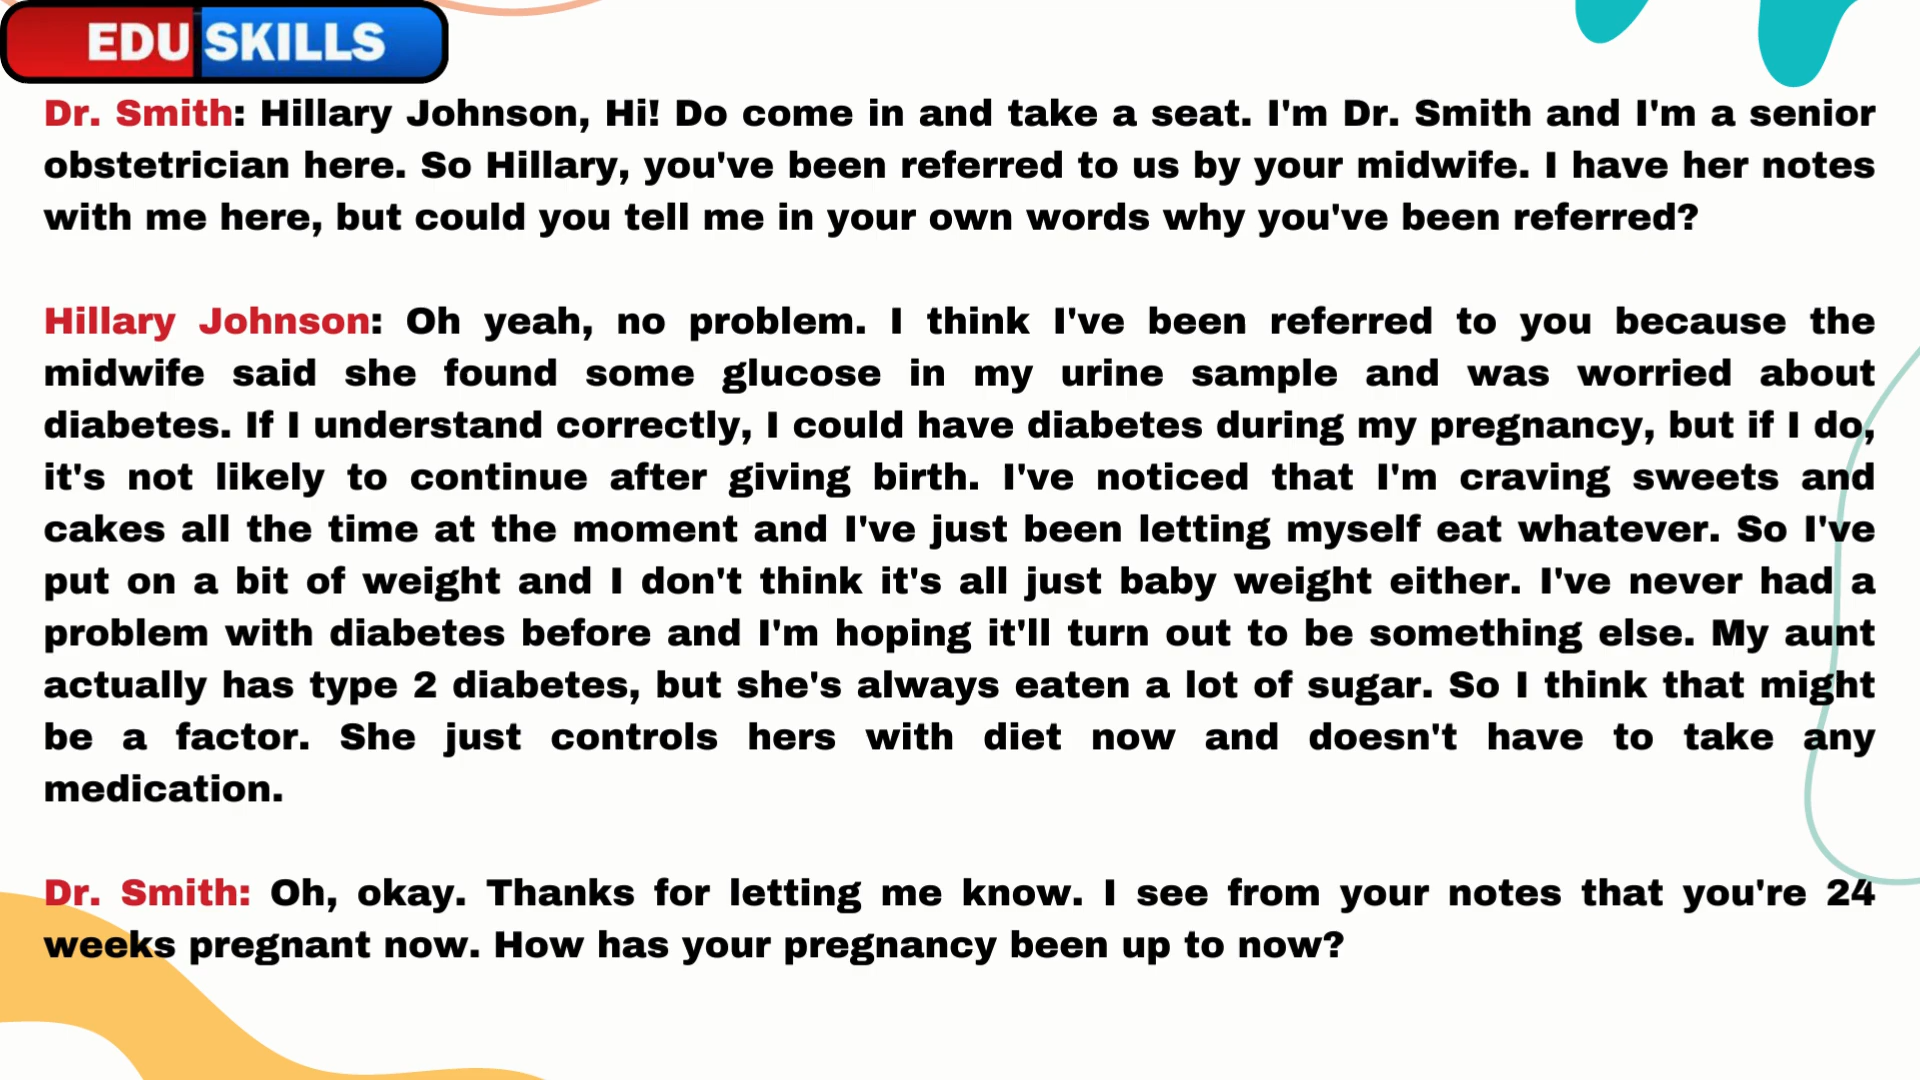 EDU SKILLS
Dr. Smith: Hillary Johnson, Hi! Do come in and take a seat. I'm Dr. Smith and I'm a senior
obstetrician here. So Hillary, you've been referred to us by your midwife. I have her notes
with me here, but could you tell me in your own words why you've been referred?
Hillary Johnson: Oh yeah, no problem. I think I've been referred to you because the
midwife said she found some glucose in my urine sample and was worried about
diabetes. If I understand correctly, I could have diabetes during my pregnancy, but if I do,
it's not likely to continue after giving birth. I've noticed that I'm craving sweets and
cakes all the time at the moment and I've just been letting myself eat whatever. So I've
put on a bit of weight and I don't think it's all just baby weight either. I've never had a
problem with diabetes before and I'm hoping it'll turn out to be something else. My aunt
actually has type 2 diabetes, but she's always eaten a lot of sugar. So I think that might
be a factor. She just controls hers with diet now and doesn't have to take any
medication.
Dr. Smith: Oh, okay. Thanks for letting me know. I see from your notes that you're 24
weeks pregnant now. How has your pregnancy been up to now?